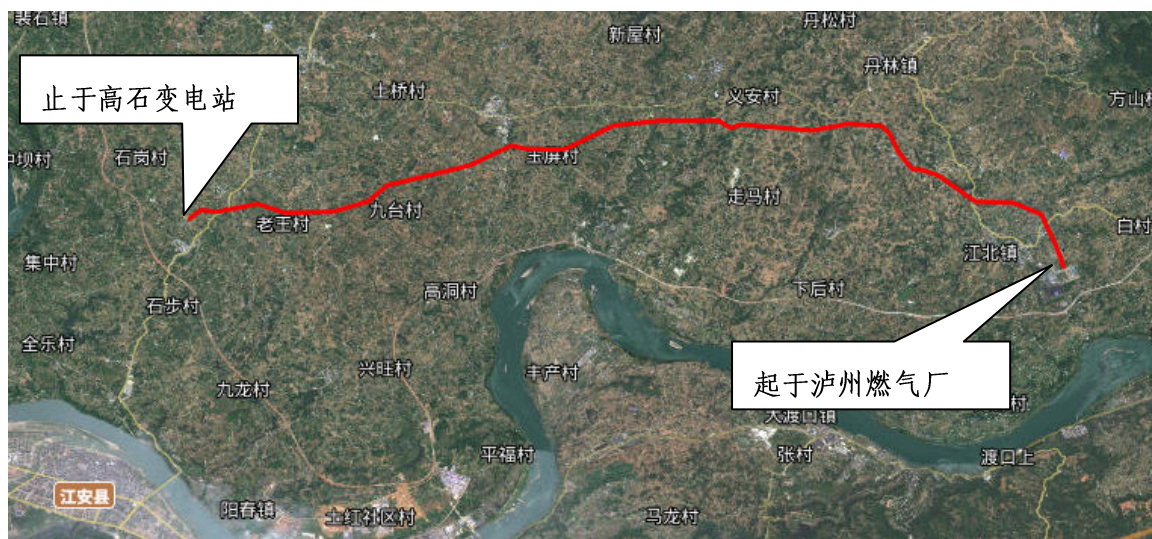 裴石镇
丹松村
新屋村
丹林镇
止于高石变电站
土桥村
义安村
方山村
中坝村
石岗村
玉屏村
走马村
九台村
老王村
白村
江北镇
集中村
高洞村
下后村
石步村
全乐村
兴旺村
丰产村
起于泸州燃气厂
九龙村
村
大渡口镇
平福村
张村
渡口上
江安县
阳春镇
土红社区村
马龙村